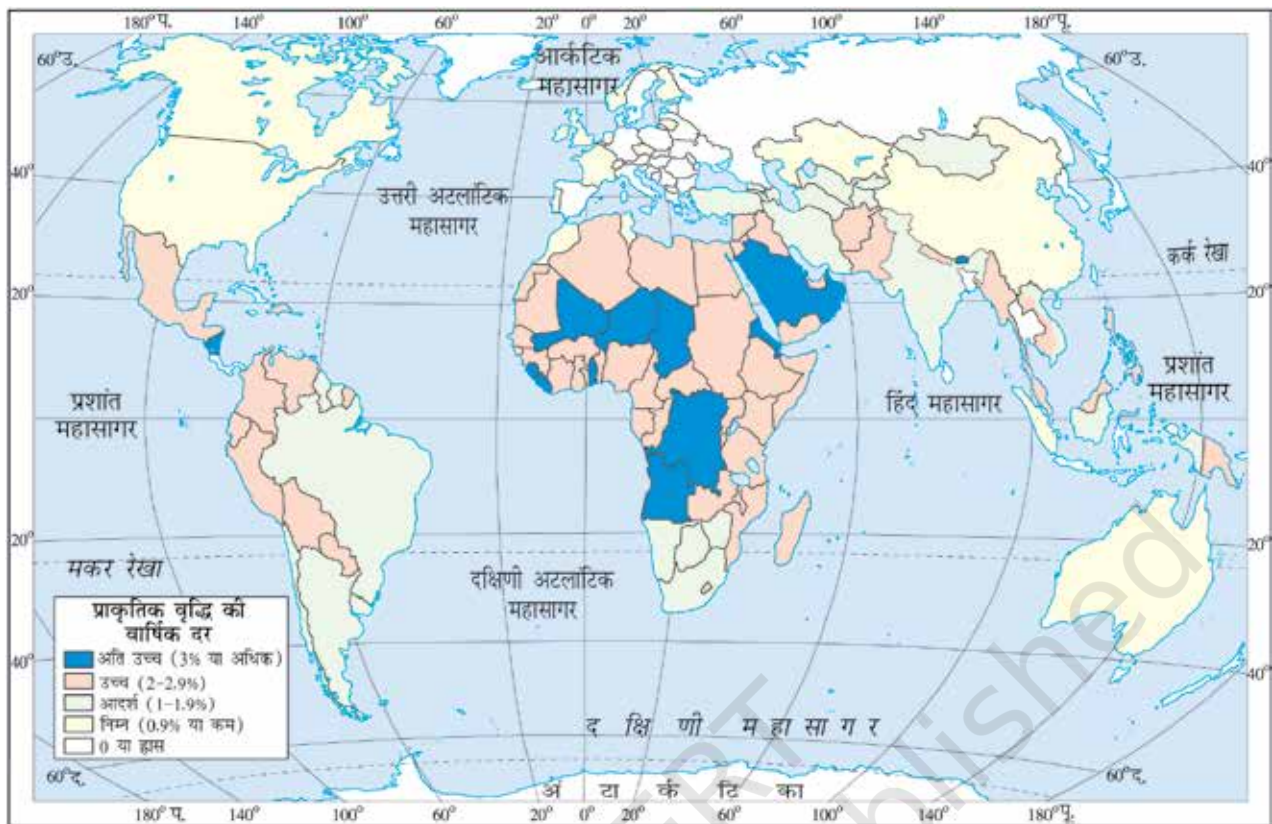 180°प. 140° 100° 60° 20° 0° 20° 60° 100° 140° 180°पू.
60°उ.
60°उ.
आर्कटिक
महासागर
40°
40°
उत्तरी अटलांटिक
महासागर
कर्क रेखा
20°
20°
प्रशांत
महासागर
हिंद महासागर
प्रशांत
महासागर
20°
20°
मकर रेखा
दक्षिणी अटलांटिक
महासागर
प्राकृतिक वृद्धि की
वार्षिक दर
अति उच्च (3% या अधिक)
उच्च (2-2.9%)
आदर्श (1-1.9%)
निम्न (0.9% या कम)
0 या ह्रास
40°
40°
द क्षि णी म हा सा ग र
60°द.
60°द.
अं टा र्क टि का
180°प. 140° 100° 60° 20° 0° 20° 60° 100° 140° 180°पू.